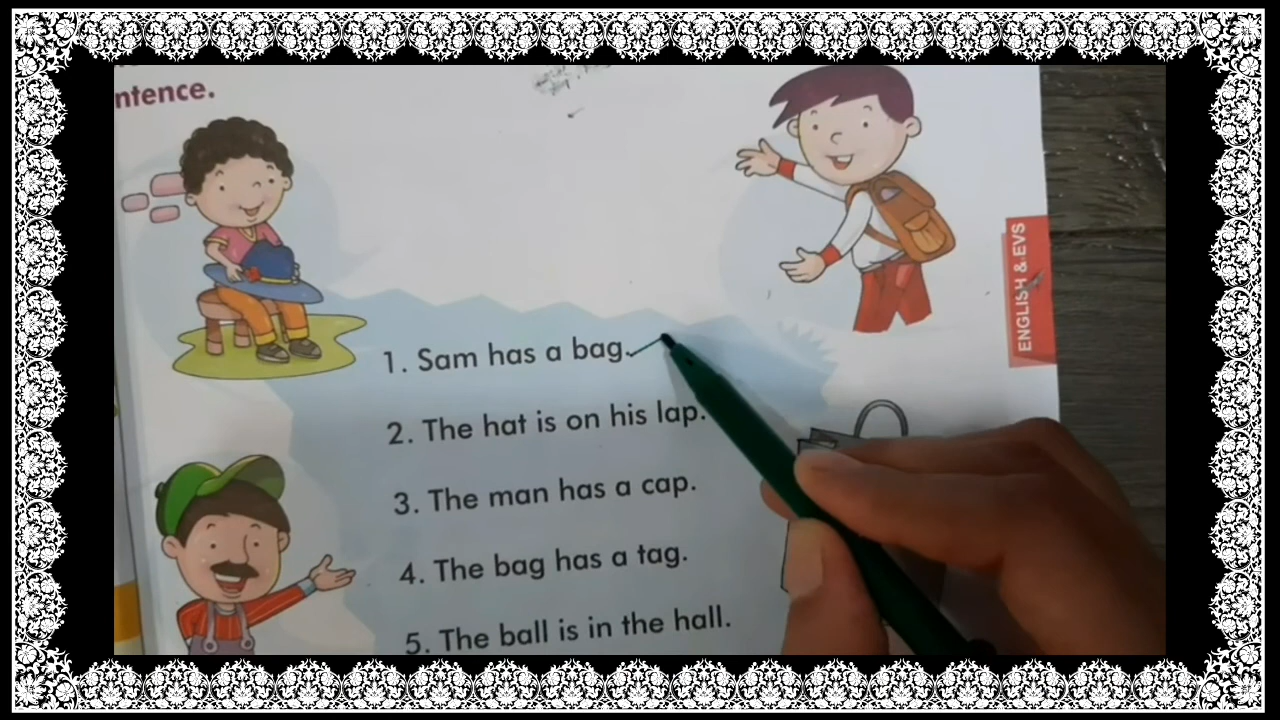 ntence.
ENGLISH & EVS
1. Sam has a bag.
2. The hat is on his lap.
3. The man has a cap.
4. The bag has a tag.
5. The ball is in the hall.